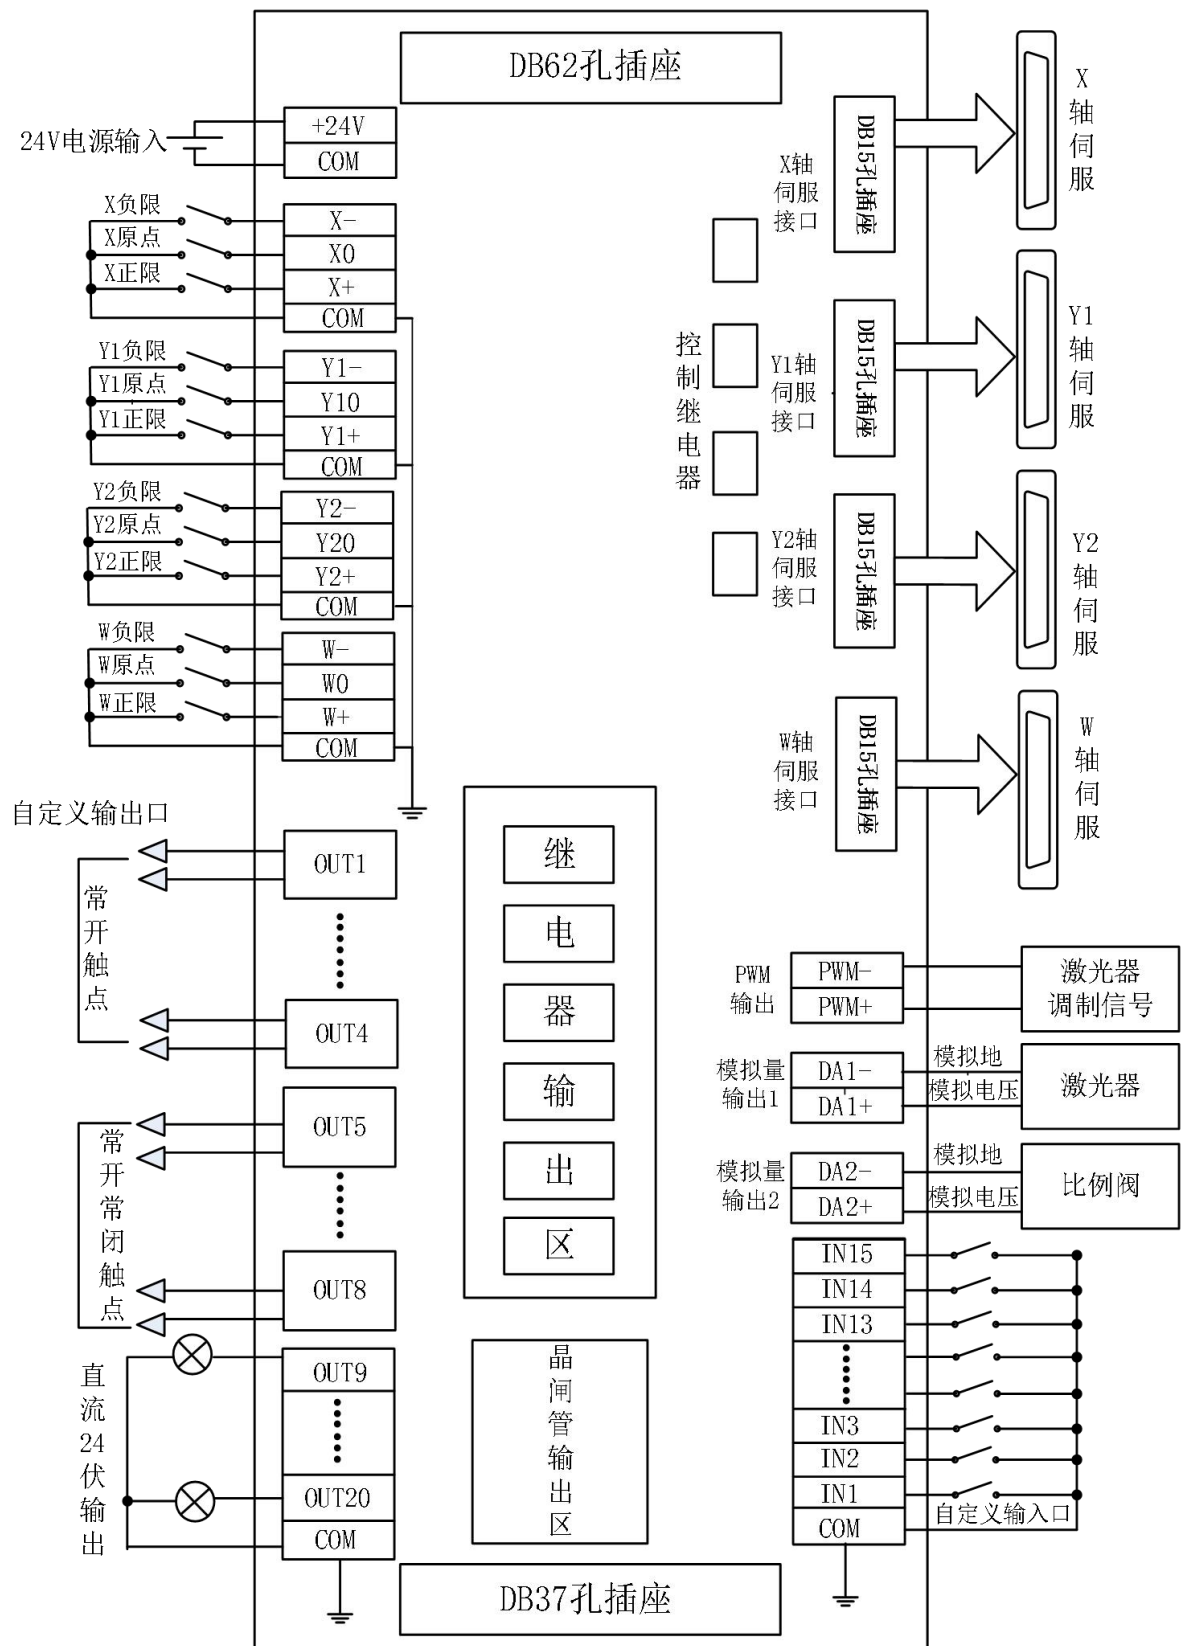 DB62孔插座
24V电源输入
+24V
COM
X负限
X原点
X正限
X-
X0
X+
COM
Y1负限
Y1原点
Y1正限
Y1-
Y10
Y1+
COM
Y2负限
Y2原点
Y2正限
Y2-
Y20
Y2+
COM
W负限
W原点
W正限
W-
W0
W+
COM
自定义输出口
常开触点
OUT1
OUT4
常开常闭触点
OUT5
OUT8
直流24伏输出
OUT9
OUT20
COM
继电器输出区
晶闸管输出区
控制继电器
X轴
伺服
接口
DB15孔插座
X轴伺服
Y1轴
伺服
接口
DB15孔插座
Y1轴伺服
Y2轴
伺服
接口
DB15孔插座
Y2轴伺服
W轴
伺服
接口
DB15孔插座
W轴伺服
PWM
输出
PWM-
PWM+
激光器
调制信号
模拟量
输出1
DA1-
DA1+
模拟地
模拟电压
激光器
模拟量
输出2
DA2-
DA2+
模拟地
模拟电压
比例阀
IN15
IN14
IN13
IN3
IN2
IN1
COM
自定义输入口
DB37孔插座